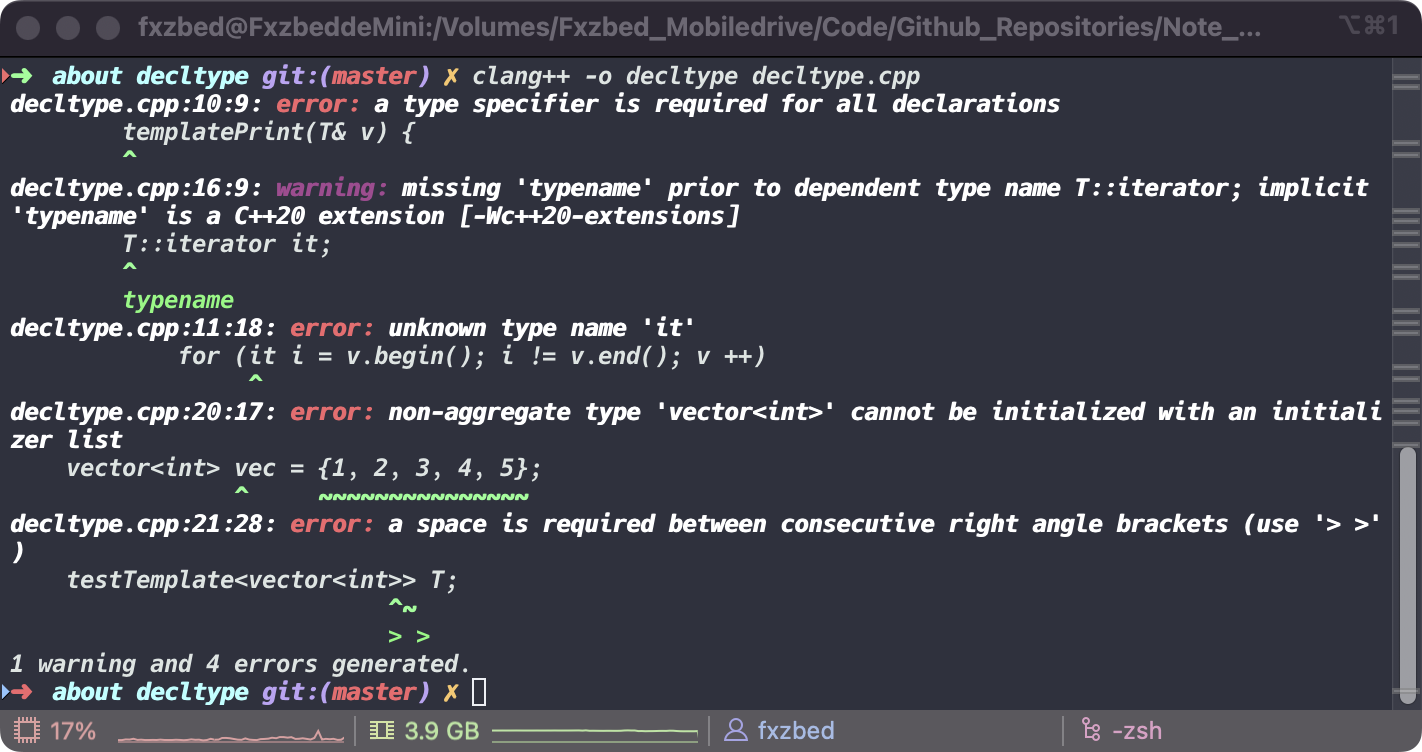 fxzbed@FxzbeddeMini:/Volumes/Fxzbed_Mobiledrive/Code/Github_Repositories/Note_... ⌥⌘1
➜ about decltype git:(master) ✗ clang++ -o decltype decltype.cpp
decltype.cpp:10:9: error: a type specifier is required for all declarations
        templatePrint(T& v) {
        ^
decltype.cpp:16:9: warning: missing 'typename' prior to dependent type name T::iterator; implicit
'typename' is a C++20 extension [-Wc++20-extensions]
        T::iterator it;
        ^
        typename
decltype.cpp:11:18: error: unknown type name 'it'
            for (it i = v.begin(); i != v.end(); v ++)
                 ^
decltype.cpp:20:17: error: non-aggregate type 'vector<int>' cannot be initialized with an initiali
zer list
    vector<int> vec = {1, 2, 3, 4, 5};
                ^     ~~~~~~~~~~~~~~~
decltype.cpp:21:28: error: a space is required between consecutive right angle brackets (use '> >'
)
    testTemplate<vector<int>> T;
                           ^~
                           > >
1 warning and 4 errors generated.
➜ about decltype git:(master) ✗
17% 3.9 GB fxzbed -zsh